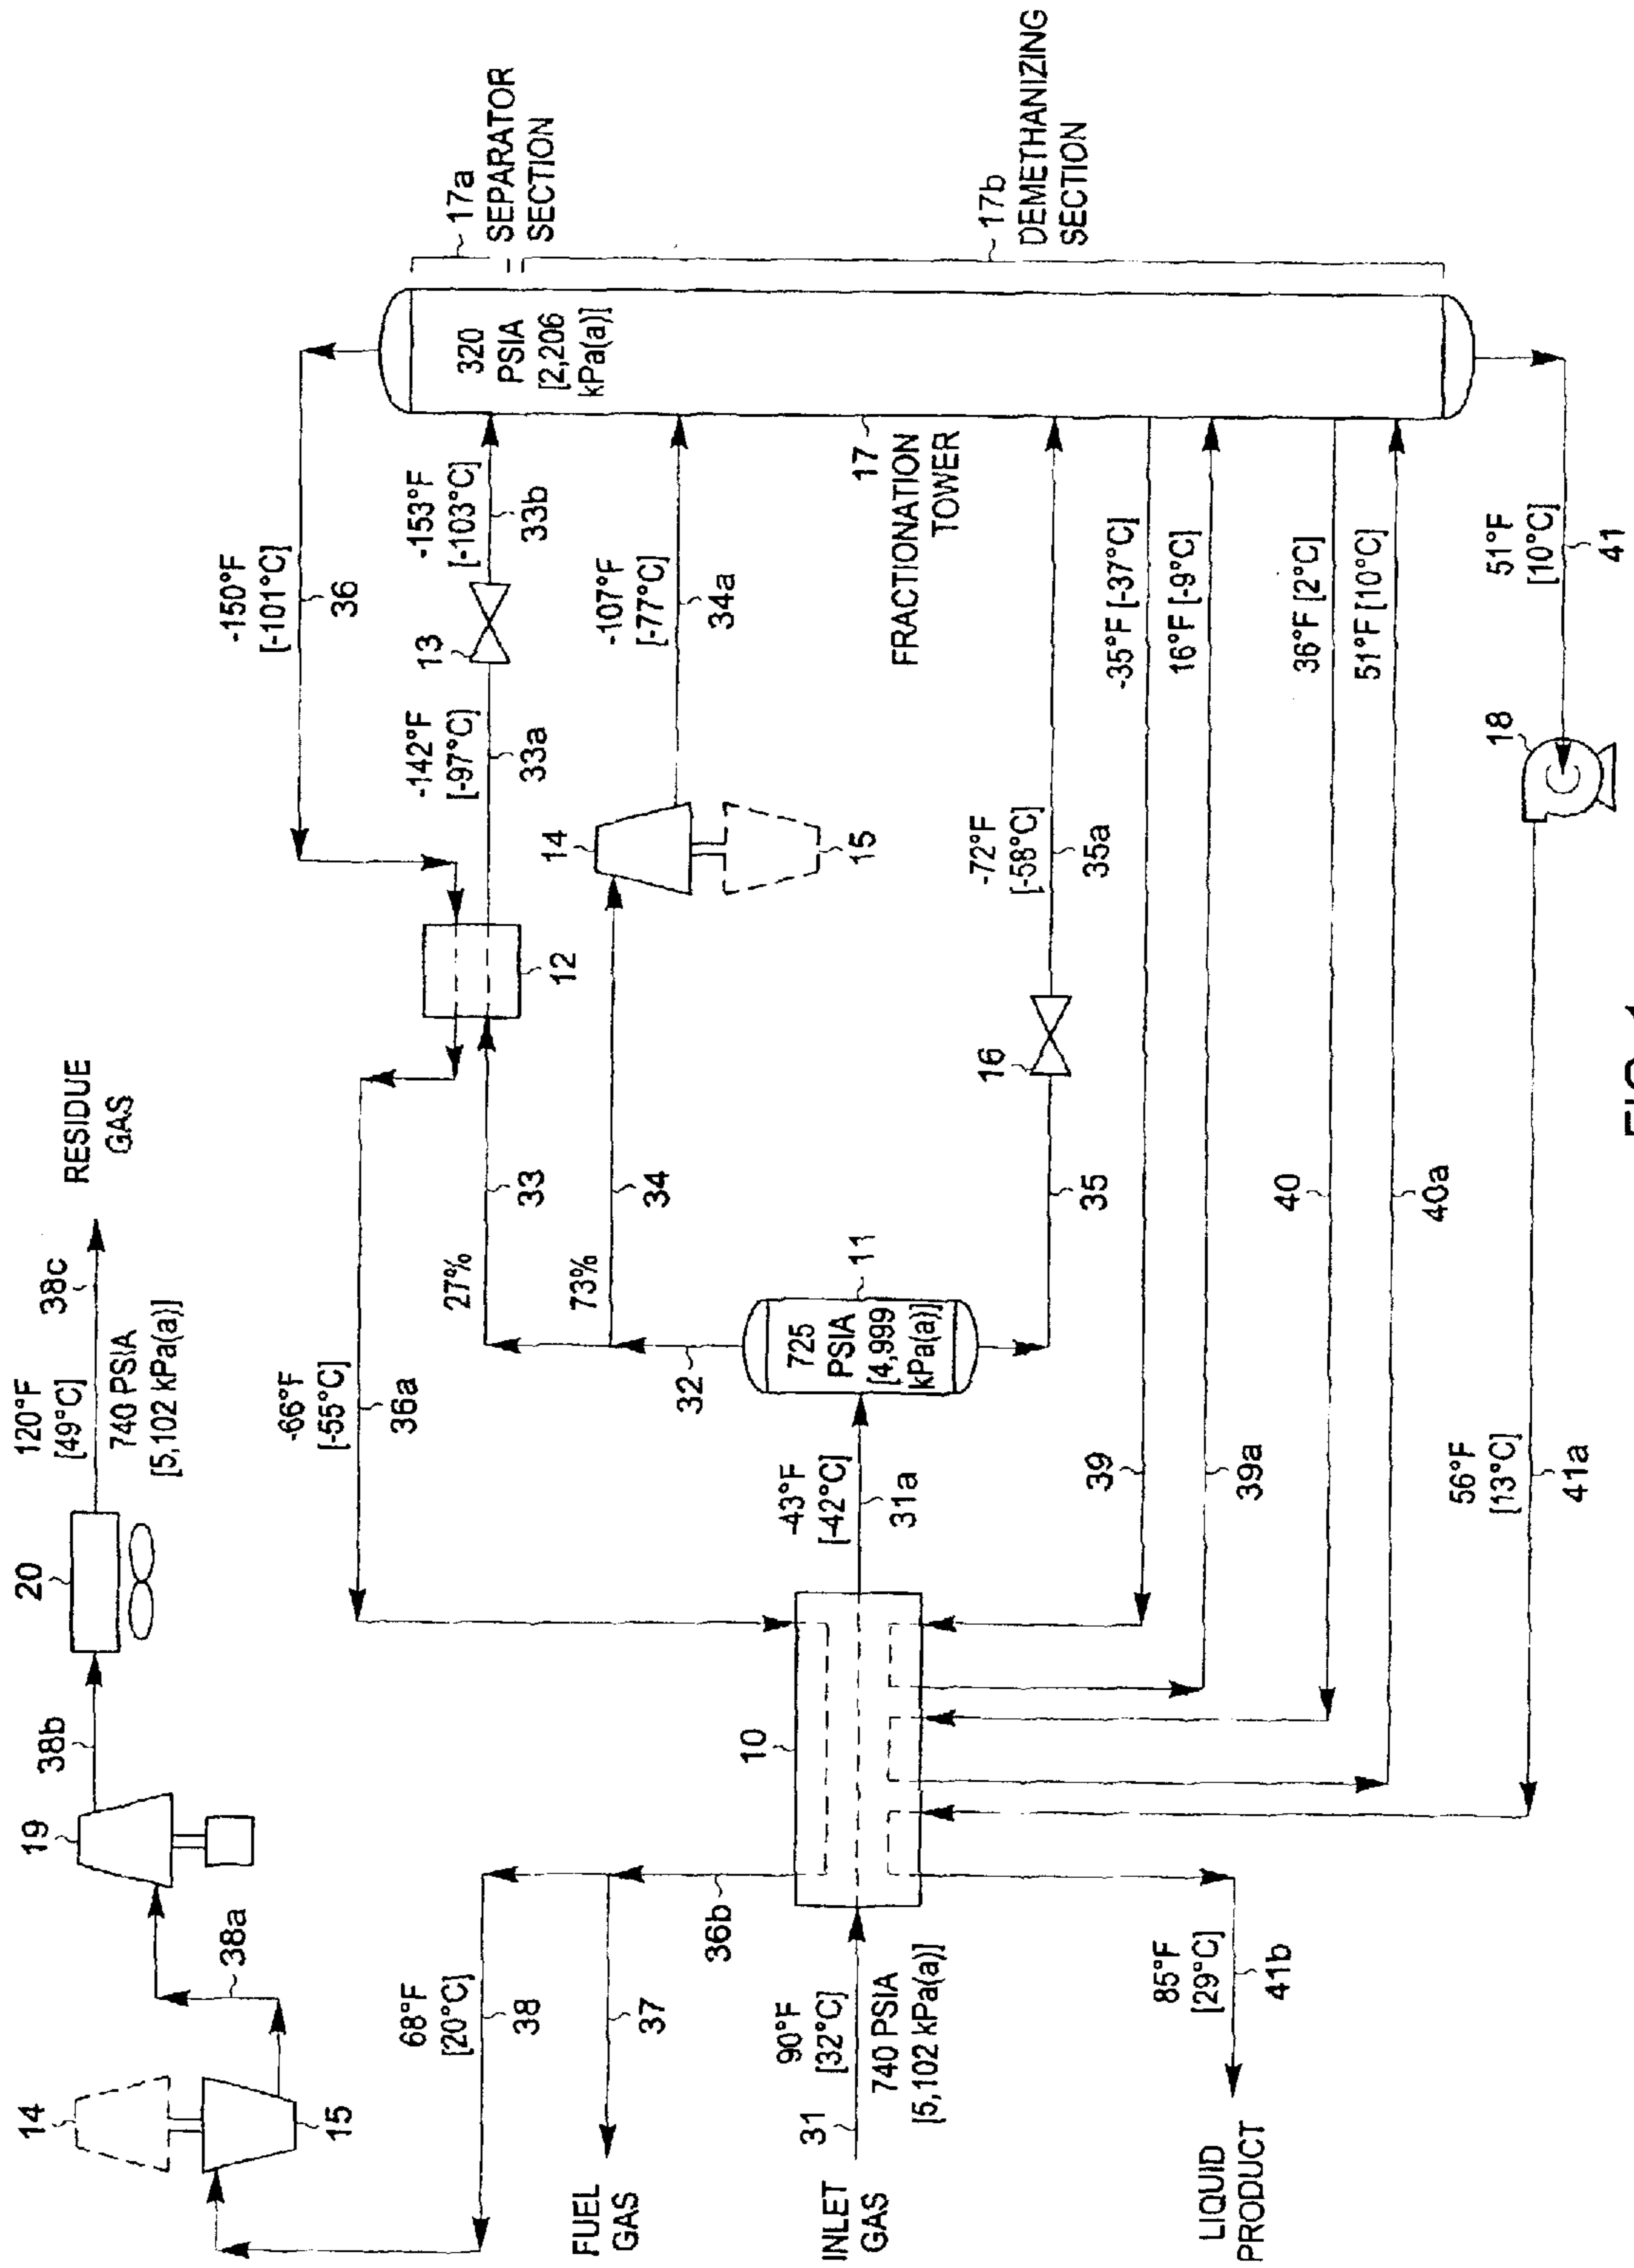 14
15
38a
19
38b
20
120°F
[49°C]
38c
740 PSIA
[5,102 kPa(a)]
RESIDUE
GAS
68°F
[20°C]
38
-66°F
[-55°C]
36a
-150°F
[-101°C]
36
17a
SEPARATOR
SECTION
27%
33
12
-142°F
[-97°C]
33a
13
-153°F
[-103°C]
33b
320
PSIA
[2,206
kPa(a)]
FUEL
GAS
37
36b
73%
34
14
15
-107°F
[-77°C]
34a
32
10
INLET
GAS
31
90°F
[32°C]
740 PSIA
[5,102 kPa(a)]
-43°F
[-42°C]
31a
725
PSIA
[4,999
kPa(a)]
11
17
FRACTIONATION
TOWER
17b
DEMETHANIZING
SECTION
35
16
-72°F
[-58°C]
35a
39
-35°F [-37°C]
39a
16°F [-9°C]
40
36°F [2°C]
40a
51°F [10°C]
85°F
[29°C]
41b
LIQUID
PRODUCT
56°F
[13°C]
41a
18
51°F
[10°C]
41